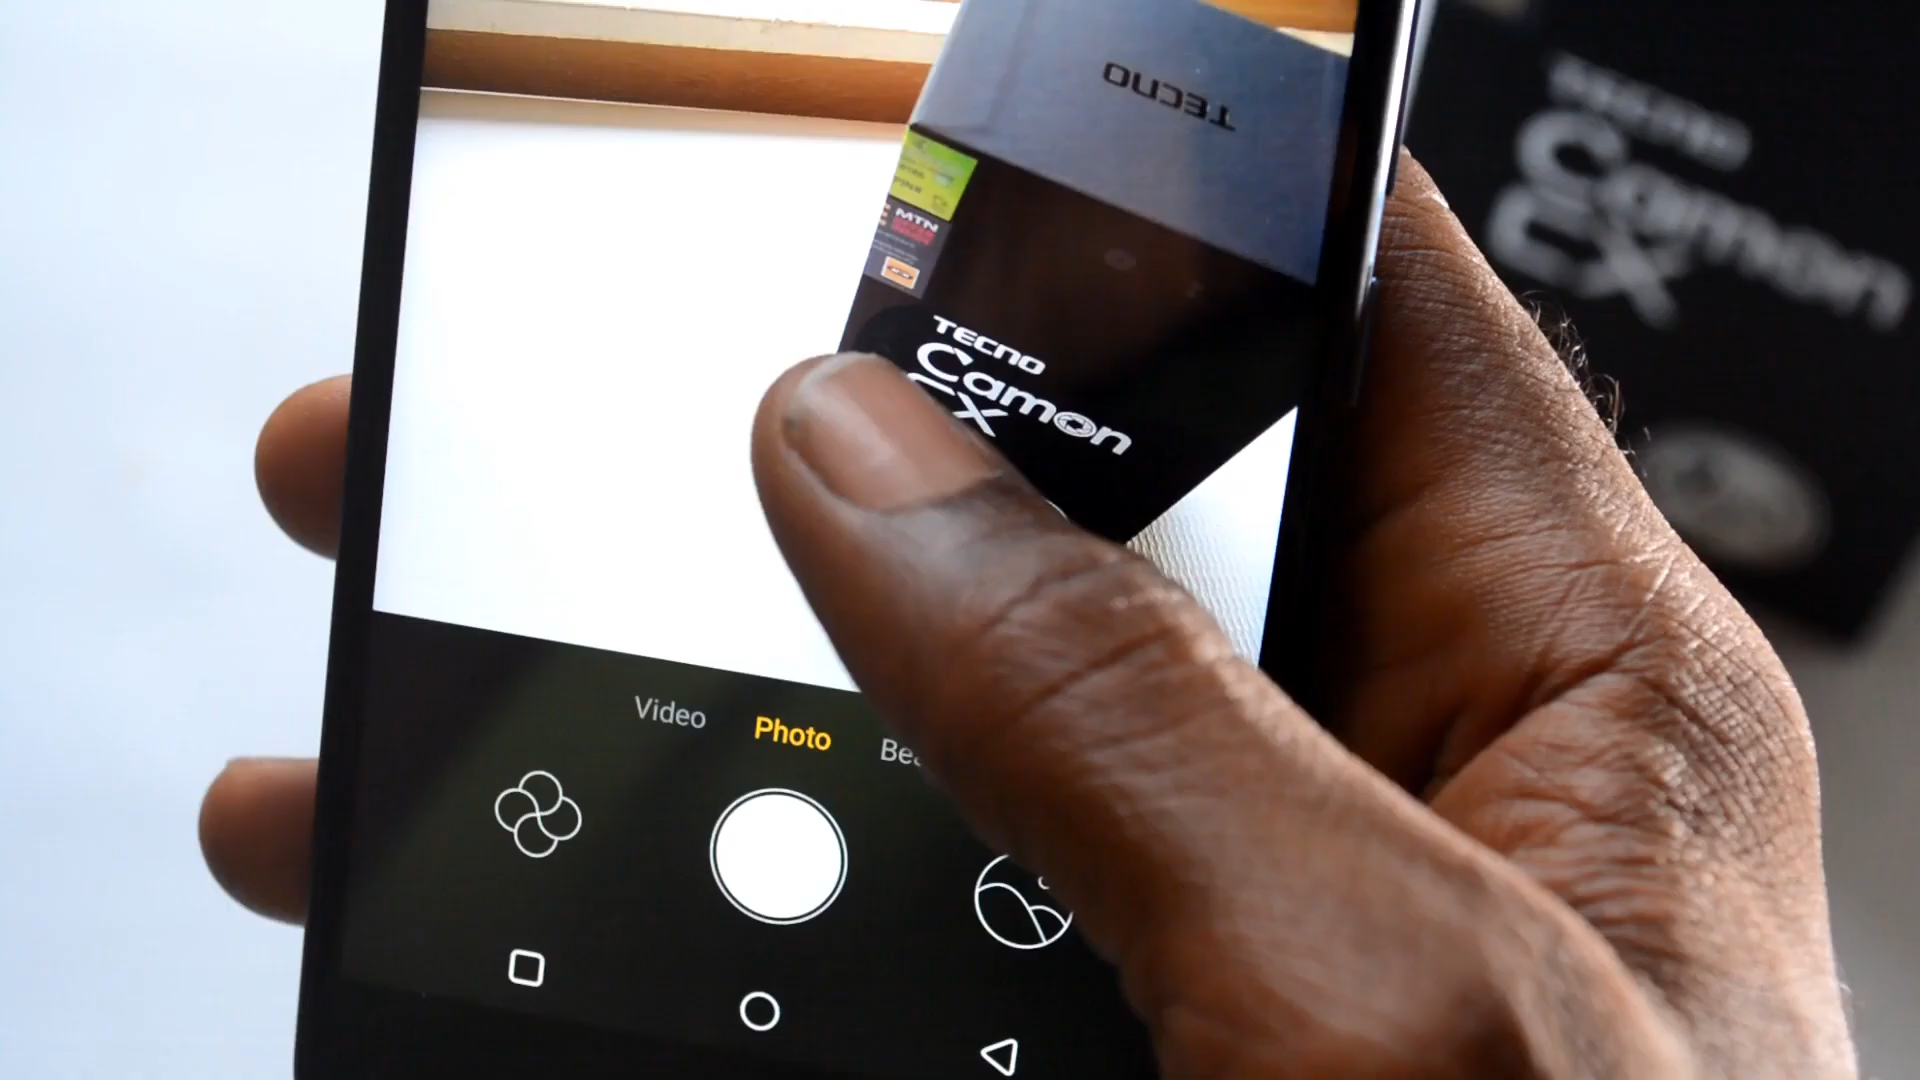 TECNO
MTN
TECNO
Camon
CX
TECNO
Camon
CX
Video
Photo